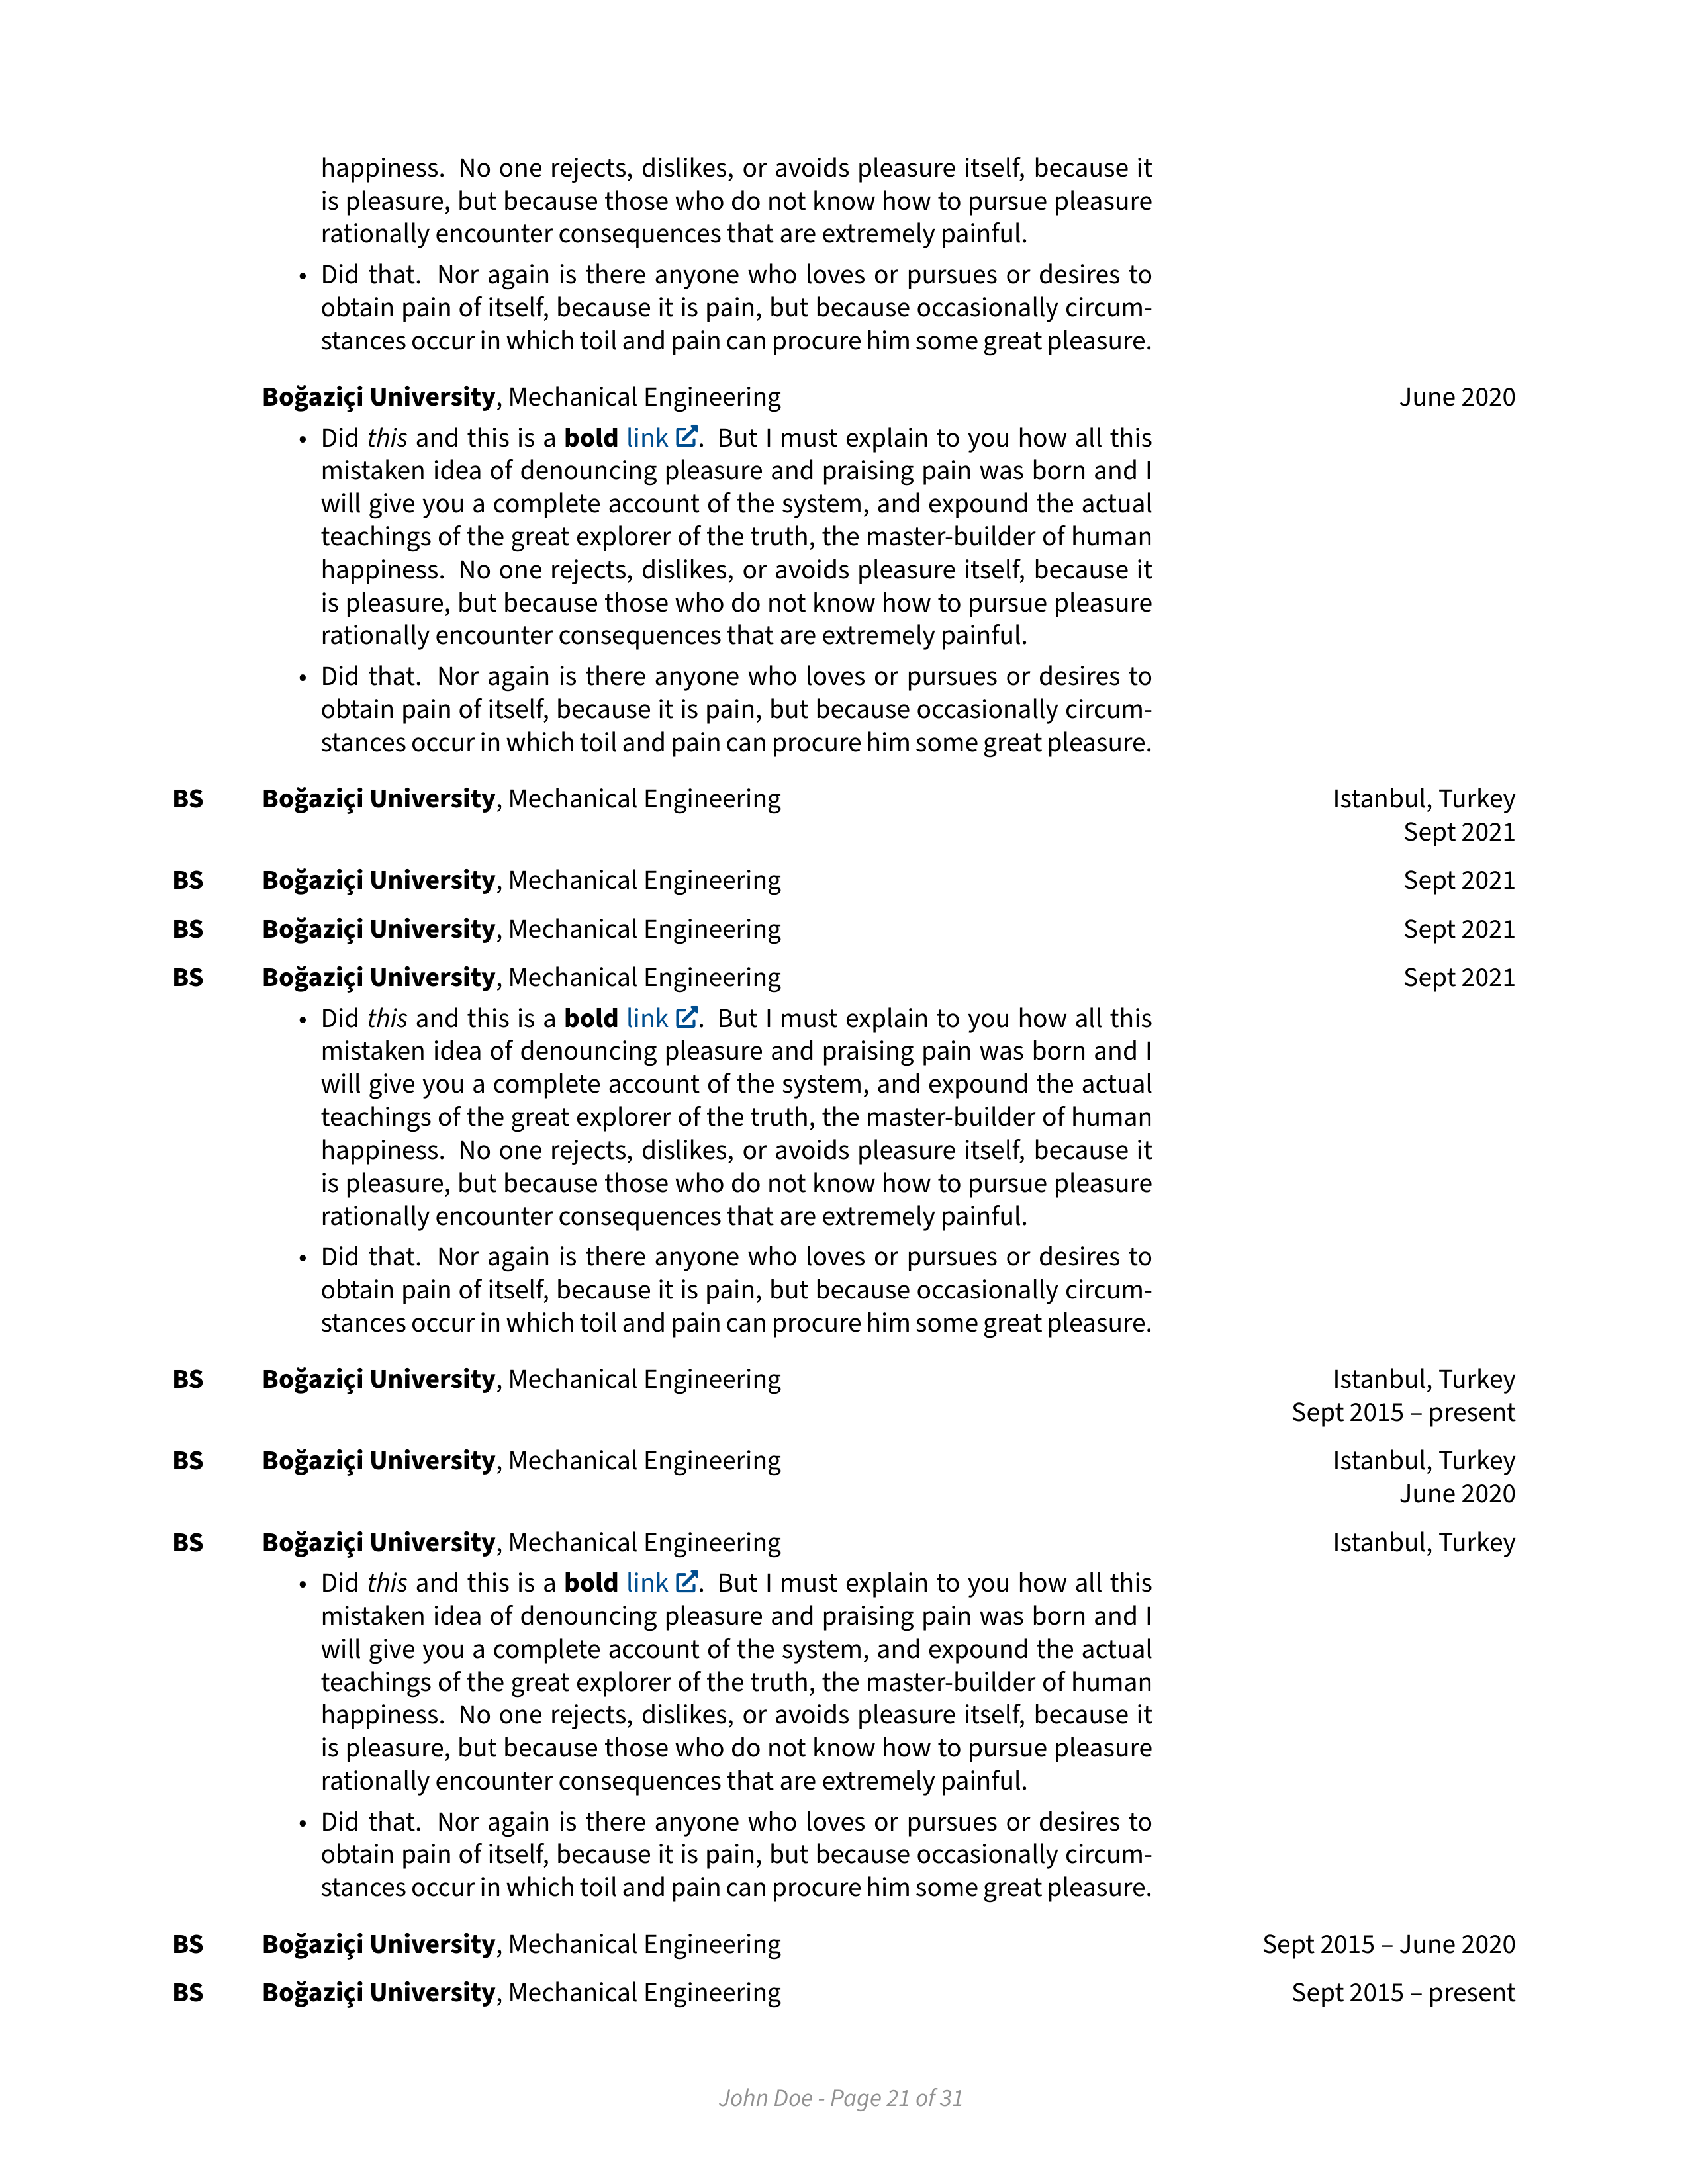 happiness. No one rejects, dislikes, or avoids pleasure itself, because it
is pleasure, but because those who do not know how to pursue pleasure
rationally encounter consequences that are extremely painful.
• Did that. Nor again is there anyone who loves or pursues or desires to
obtain pain of itself, because it is pain, but because occasionally circum-
stances occur in which toil and pain can procure him some great pleasure.
Boğaziçi University, Mechanical Engineering June 2020
• Did this and this is a bold link. But I must explain to you how all this
mistaken idea of denouncing pleasure and praising pain was born and I
will give you a complete account of the system, and expound the actual
teachings of the great explorer of the truth, the master-builder of human
happiness. No one rejects, dislikes, or avoids pleasure itself, because it
is pleasure, but because those who do not know how to pursue pleasure
rationally encounter consequences that are extremely painful.
• Did that. Nor again is there anyone who loves or pursues or desires to
obtain pain of itself, because it is pain, but because occasionally circum-
stances occur in which toil and pain can procure him some great pleasure.
BS Boğaziçi University, Mechanical Engineering Istanbul, Turkey
Sept 2021
BS Boğaziçi University, Mechanical Engineering Sept 2021
BS Boğaziçi University, Mechanical Engineering Sept 2021
BS Boğaziçi University, Mechanical Engineering Sept 2021
• Did this and this is a bold link. But I must explain to you how all this
mistaken idea of denouncing pleasure and praising pain was born and I
will give you a complete account of the system, and expound the actual
teachings of the great explorer of the truth, the master-builder of human
happiness. No one rejects, dislikes, or avoids pleasure itself, because it
is pleasure, but because those who do not know how to pursue pleasure
rationally encounter consequences that are extremely painful.
• Did that. Nor again is there anyone who loves or pursues or desires to
obtain pain of itself, because it is pain, but because occasionally circum-
stances occur in which toil and pain can procure him some great pleasure.
BS Boğaziçi University, Mechanical Engineering Istanbul, Turkey
Sept 2015 – present
BS Boğaziçi University, Mechanical Engineering Istanbul, Turkey
June 2020
BS Boğaziçi University, Mechanical Engineering Istanbul, Turkey
• Did this and this is a bold link. But I must explain to you how all this
mistaken idea of denouncing pleasure and praising pain was born and I
will give you a complete account of the system, and expound the actual
teachings of the great explorer of the truth, the master-builder of human
happiness. No one rejects, dislikes, or avoids pleasure itself, because it
is pleasure, but because those who do not know how to pursue pleasure
rationally encounter consequences that are extremely painful.
• Did that. Nor again is there anyone who loves or pursues or desires to
obtain pain of itself, because it is pain, but because occasionally circum-
stances occur in which toil and pain can procure him some great pleasure.
BS Boğaziçi University, Mechanical Engineering Sept 2015 – June 2020
BS Boğaziçi University, Mechanical Engineering Sept 2015 – present
John Doe - Page 21 of 31